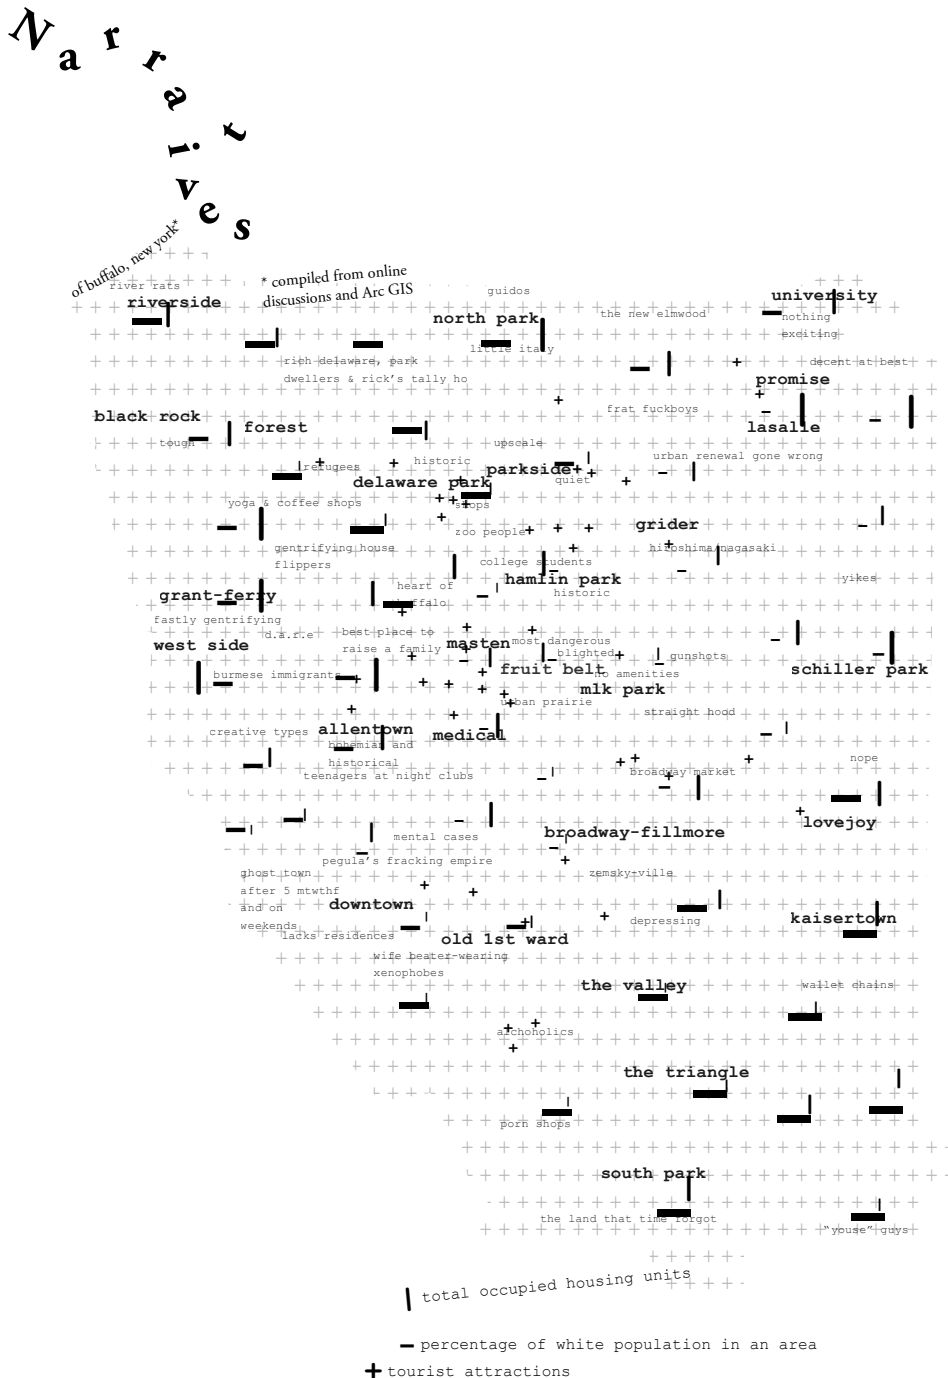 Narratives
of buffalo, new york*
* compiled from online
discussions and Arc GIS
river rats
riverside
guidos
north park
little italy
the new elmwood
university
nothing
exciting
rich delaware, park
dwellers & rick's tally ho
decent at best
promise
black rock
forest
tough
frat fuckboys
lasalle
upscale
refugees
historic
parkside
urban renewal gone wrong
delaware park
quiet
yoga & coffee shops
shops
zoo people
grider
gentrifying house
flippers
hiroshima/nagasaki
college students
hamlin park
historic
yikes
heart of
buffalo
grant-ferry
fastly gentrifying
d.a.r.e
west side
best place to
raise a family
masten
most dangerous
blighted
gunshots
fruit belt
no amenities
schiller park
burmese immigrants
mlk park
urban prairie
straight hood
creative types
allentown
medical
bohemian and
historical
teenagers at night clubs
broadway market
nope
lovejoy
mental cases
broadway-fillmore
pegula's fracking empire
ghost town
after 5 mtwthf
and on
weekends
zemsky-ville
downtown
lacks residences
old 1st ward
depressing
kaisertown
wife beater-wearing
xenophobes
the valley
wallet chains
archoholics
the triangle
porn shops
south park
the land that time forgot
"youse" guys
total occupied housing units
percentage of white population in an area
tourist attractions